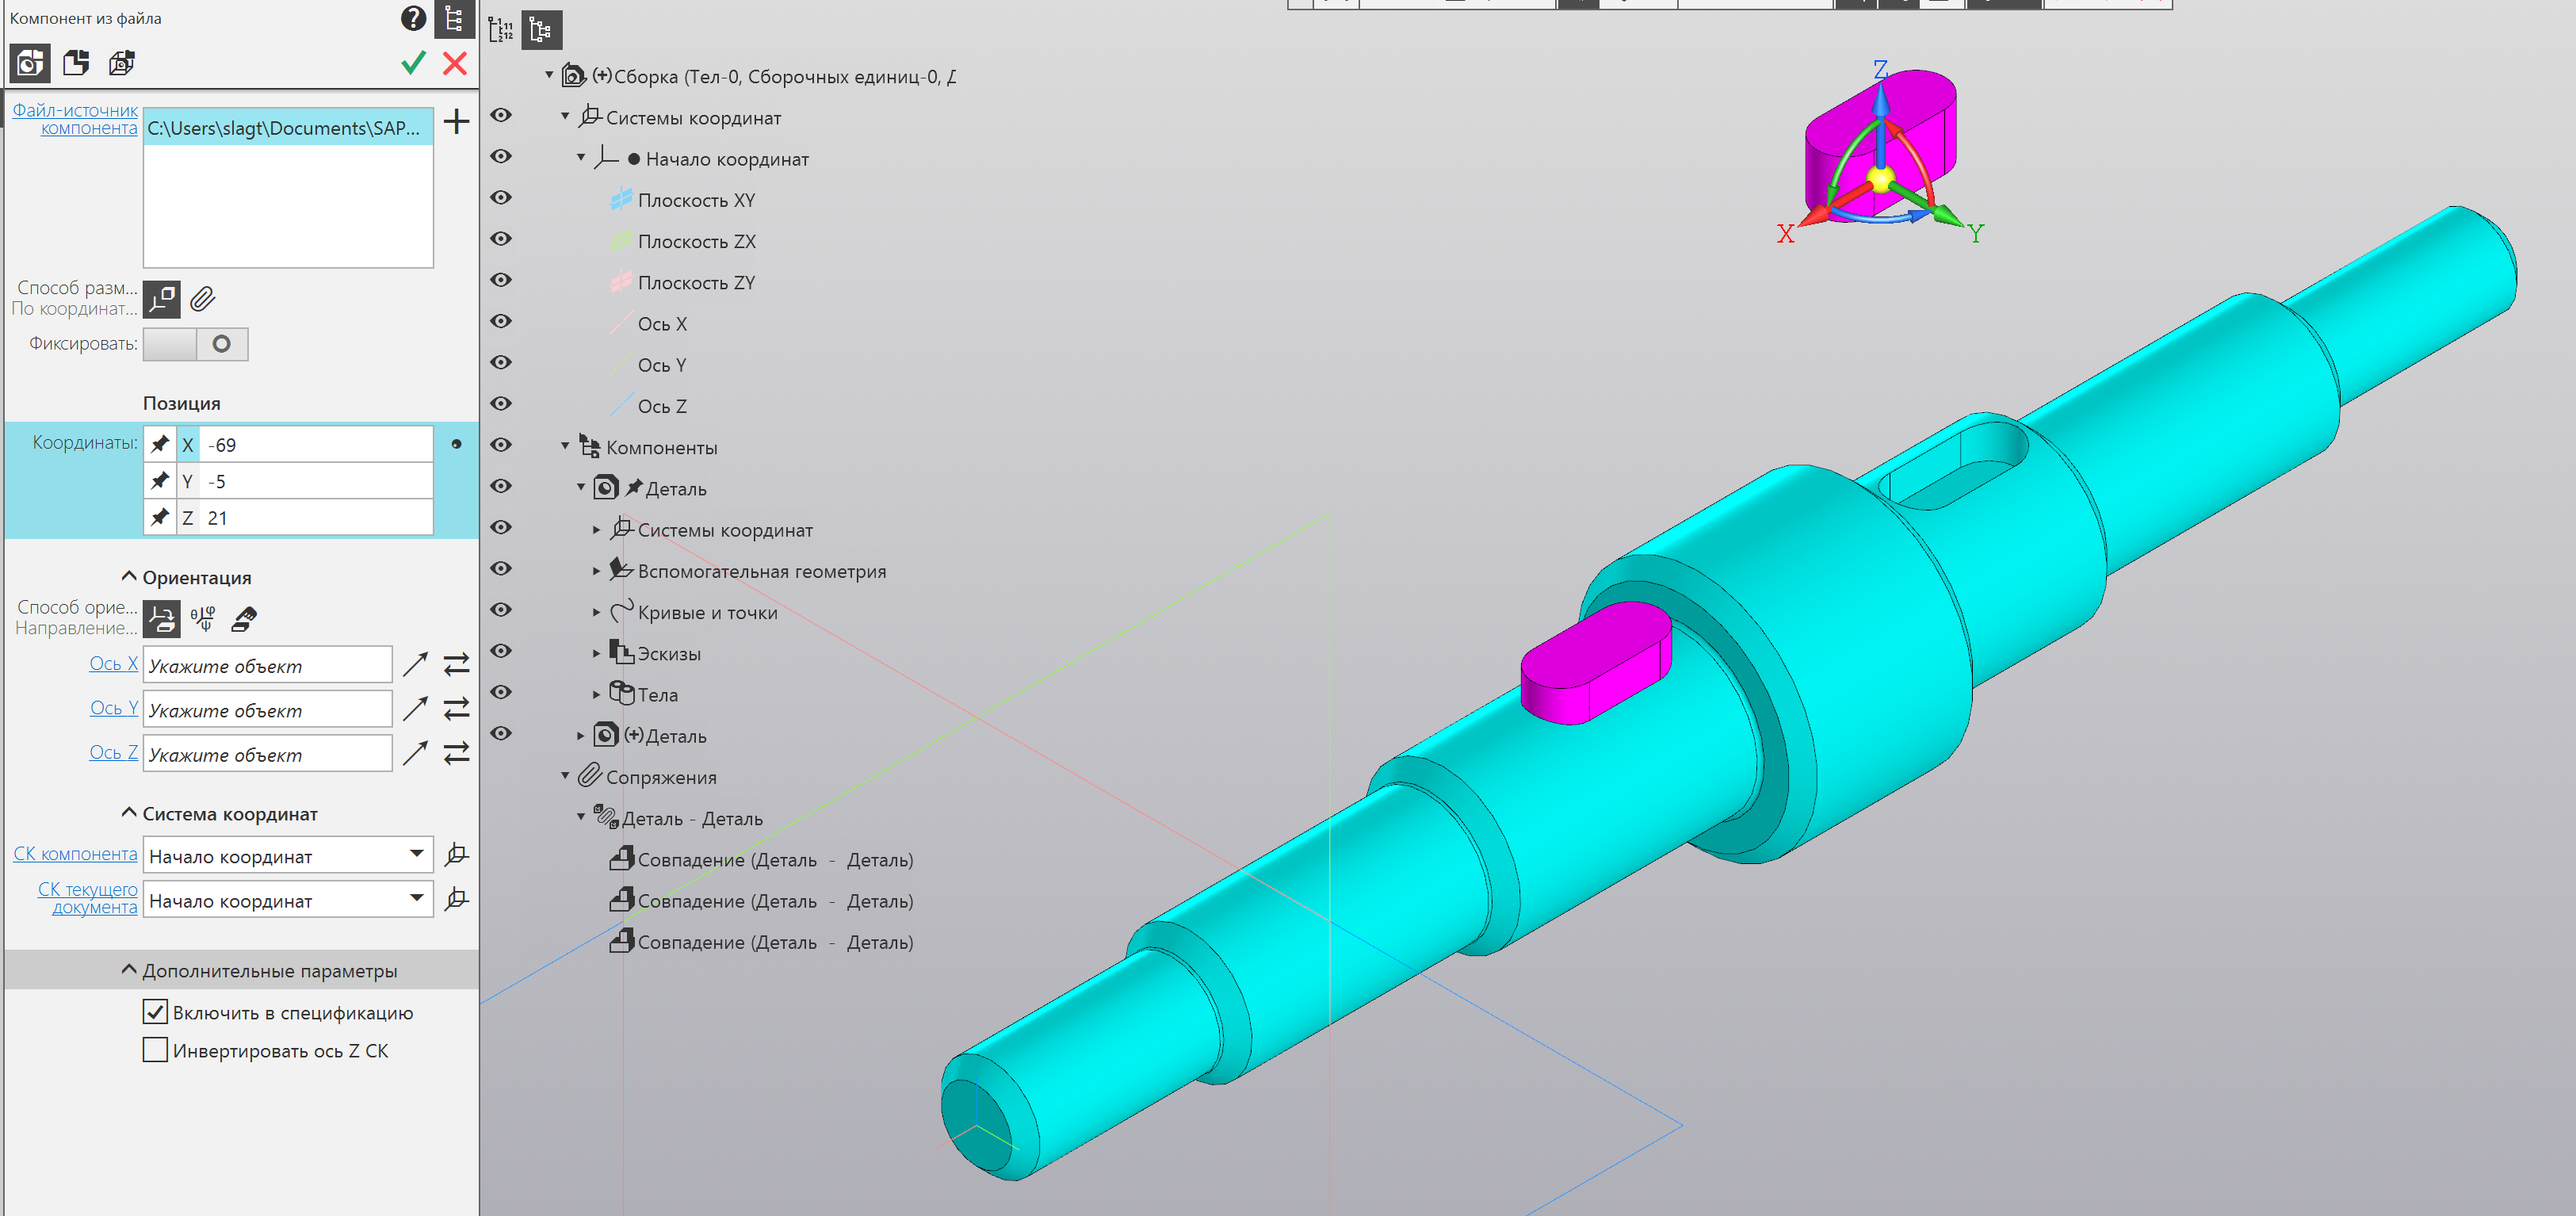 Компонент из файла
Файл-источник
компонента
C:\Users\slagt\Documents\SAP...
Способ разм...
По координат...
Фиксировать:
Позиция
Координаты:
X -69
Y -5
Z 21
Ориентация
Способ орие...
Направление...
Ось X Укажите объект
Ось Y Укажите объект
Ось Z Укажите объект
Система координат
СК компонента Начало координат
СК текущего
документа
Начало координат
Дополнительные параметры
Включить в спецификацию
Инвертировать ось Z СК
(+)Сборка (Тел-0, Сборочных единиц-0,
Системы координат
Начало координат
Плоскость XY
Плоскость ZX
Плоскость ZY
Ось X
Ось Y
Ось Z
Компоненты
Деталь
Системы координат
Вспомогательная геометрия
Кривые и точки
Эскизы
Тела
(+)Деталь
Сопряжения
Деталь - Деталь
Совпадение (Деталь - Деталь)
Совпадение (Деталь - Деталь)
Совпадение (Деталь - Деталь)
Z
X
Y